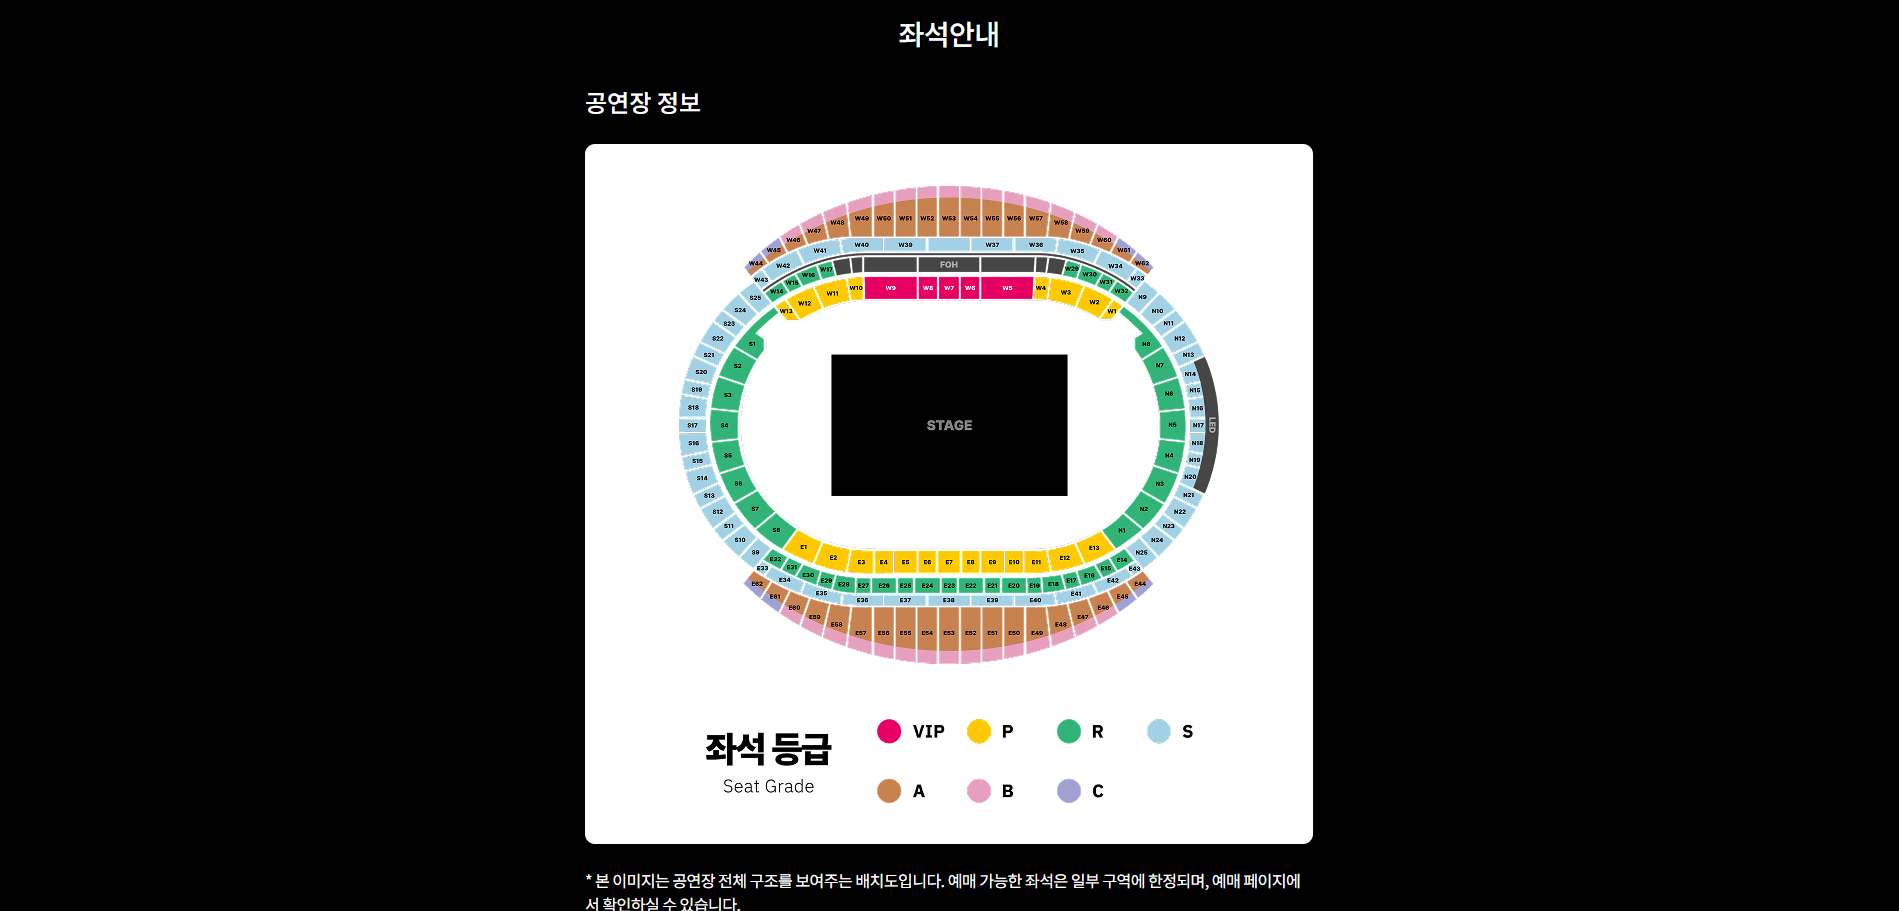 좌석안내
공연장 정보
W48 W49 W50 W51 W52 W53 W54 W55 W56 W57 W58
W44 W45 W46 W47 W59 W60 W61 W62
W43 W42 W41 W40 W39 W37 W36 W35 W34 W33
W14 W15 W16 W17 FOH W29 W30 W31 W32
W13 W12 W11 W10 W9 W8 W7 W6 W5 W4 W3 W2 W1
S25 S24 S23 S22 S21 S20 S19 S18 S17 S16 S15 S14 S13 S12 S11 S10 S9
S1 S2 S3 S4 S5 S6 S7 S8
STAGE
N8 N7 N6 N5 N4 N3 N2 N1
N9 N10 N11 N12 N13 N14 N15 N16 N17 N18 N19 N20 N21 N22 N23 N24 N25
LED
E1 E2 E3 E4 E5 E6 E7 E8 E9 E10 E11 E12 E13
E32 E31 E30 E29 E28 E27 E26 E25 E24 E23 E22 E21 E20 E19 E18 E17 E16 E15 E14
E33 E34 E35 E36 E37 E38 E39 E40 E41 E42 E43
E62 E61 E60 E59 E58 E57 E56 E55 E54 E53 E52 E51 E50 E49 E48 E47 E46 E45 E44
좌석 등급
Seat Grade
VIP P R S
A B C
* 본 이미지는 공연장 전체 구조를 보여주는 배치도입니다. 예매 가능한 좌석은 일부 구역에 한정되며, 예매 페이지에
서 확인하실 수 있습니다.